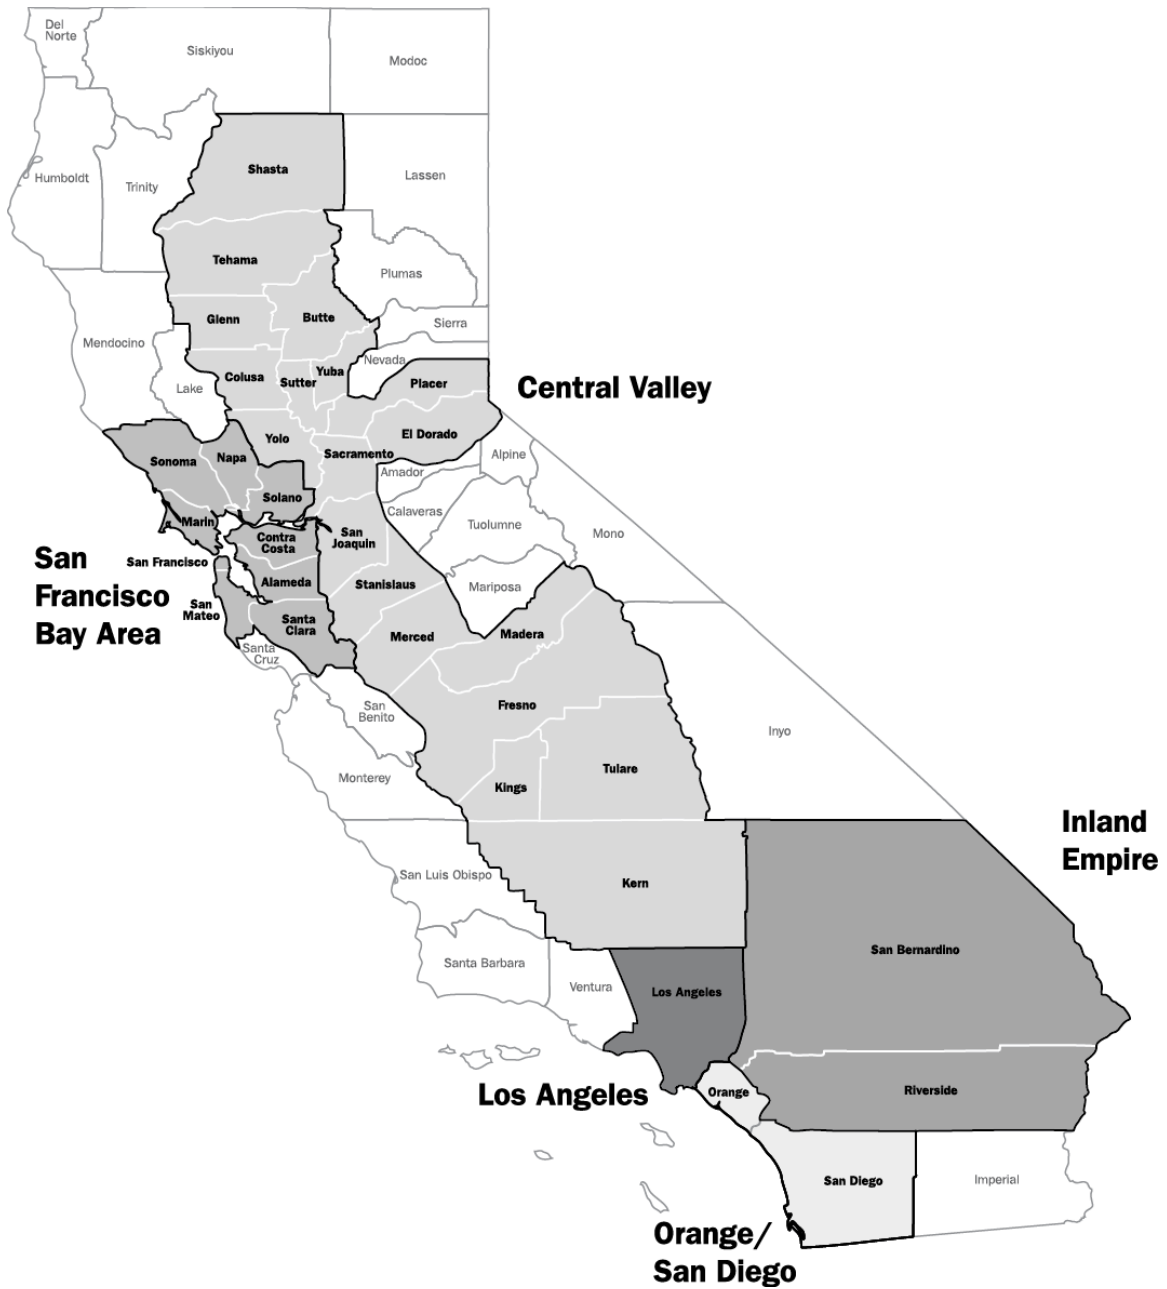 Del
Norte
Siskiyou
Modoc
Shasta
Humboldt
Trinity
Lassen
Tehama
Plumas
Glenn
Butte
Sierra
Mendocino
Nevada
Lake
Colusa
Sutter
Yuba
Placer
Central Valley
Yolo
El Dorado
Sonoma
Napa
Sacramento
Alpine
Amador
Solano
Calaveras
Marin
Tuolumne
Mono
Contra
Costa
San
Joaquin
San
Francisco
Bay Area
San Francisco
Alameda
Stanislaus
Mariposa
San
Mateo
Santa
Clara
Merced
Madera
Santa
Cruz
San
Benito
Fresno
Inyo
Monterey
Kings
Tulare
Inland
Empire
San Luis Obispo
Kern
San Bernardino
Santa Barbara
Ventura
Los Angeles
Los Angeles
Orange
Riverside
San Diego
Imperial
Orange/
San Diego